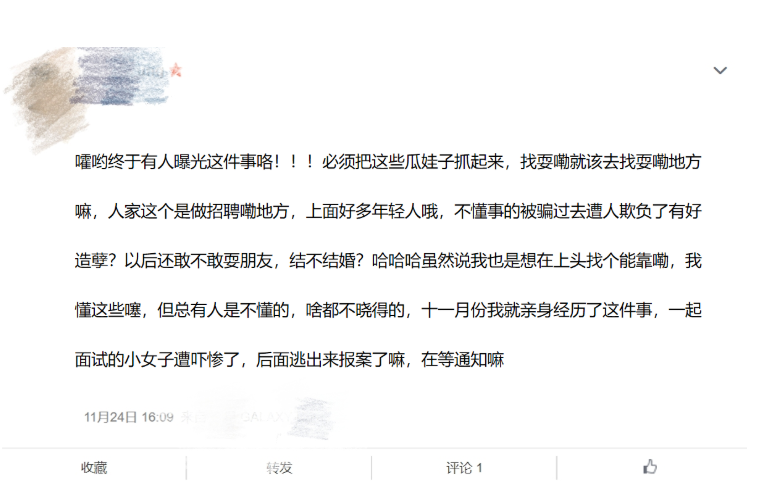 嚯哟终于有人曝光这件事咯！！！必须把这些瓜娃子抓起来，找耍嘞就该去找耍嘞地方
嘛，人家这个是做招聘嘞地方，上面好多年轻人哦，不懂事的被骗过去遭人欺负了有好
造孽？以后还敢不敢耍朋友，结不结婚？哈哈哈虽然说我也是想在上头找个能靠嘞，我
懂这些噻，但总有人是不懂的，啥都不晓得的，十一月份我就亲身经历了这件事，一起
面试的小女子遭吓惨了，后面逃出来报案了嘛，在等通知嘛
11月24日 16:09
收藏
转发
评论 1